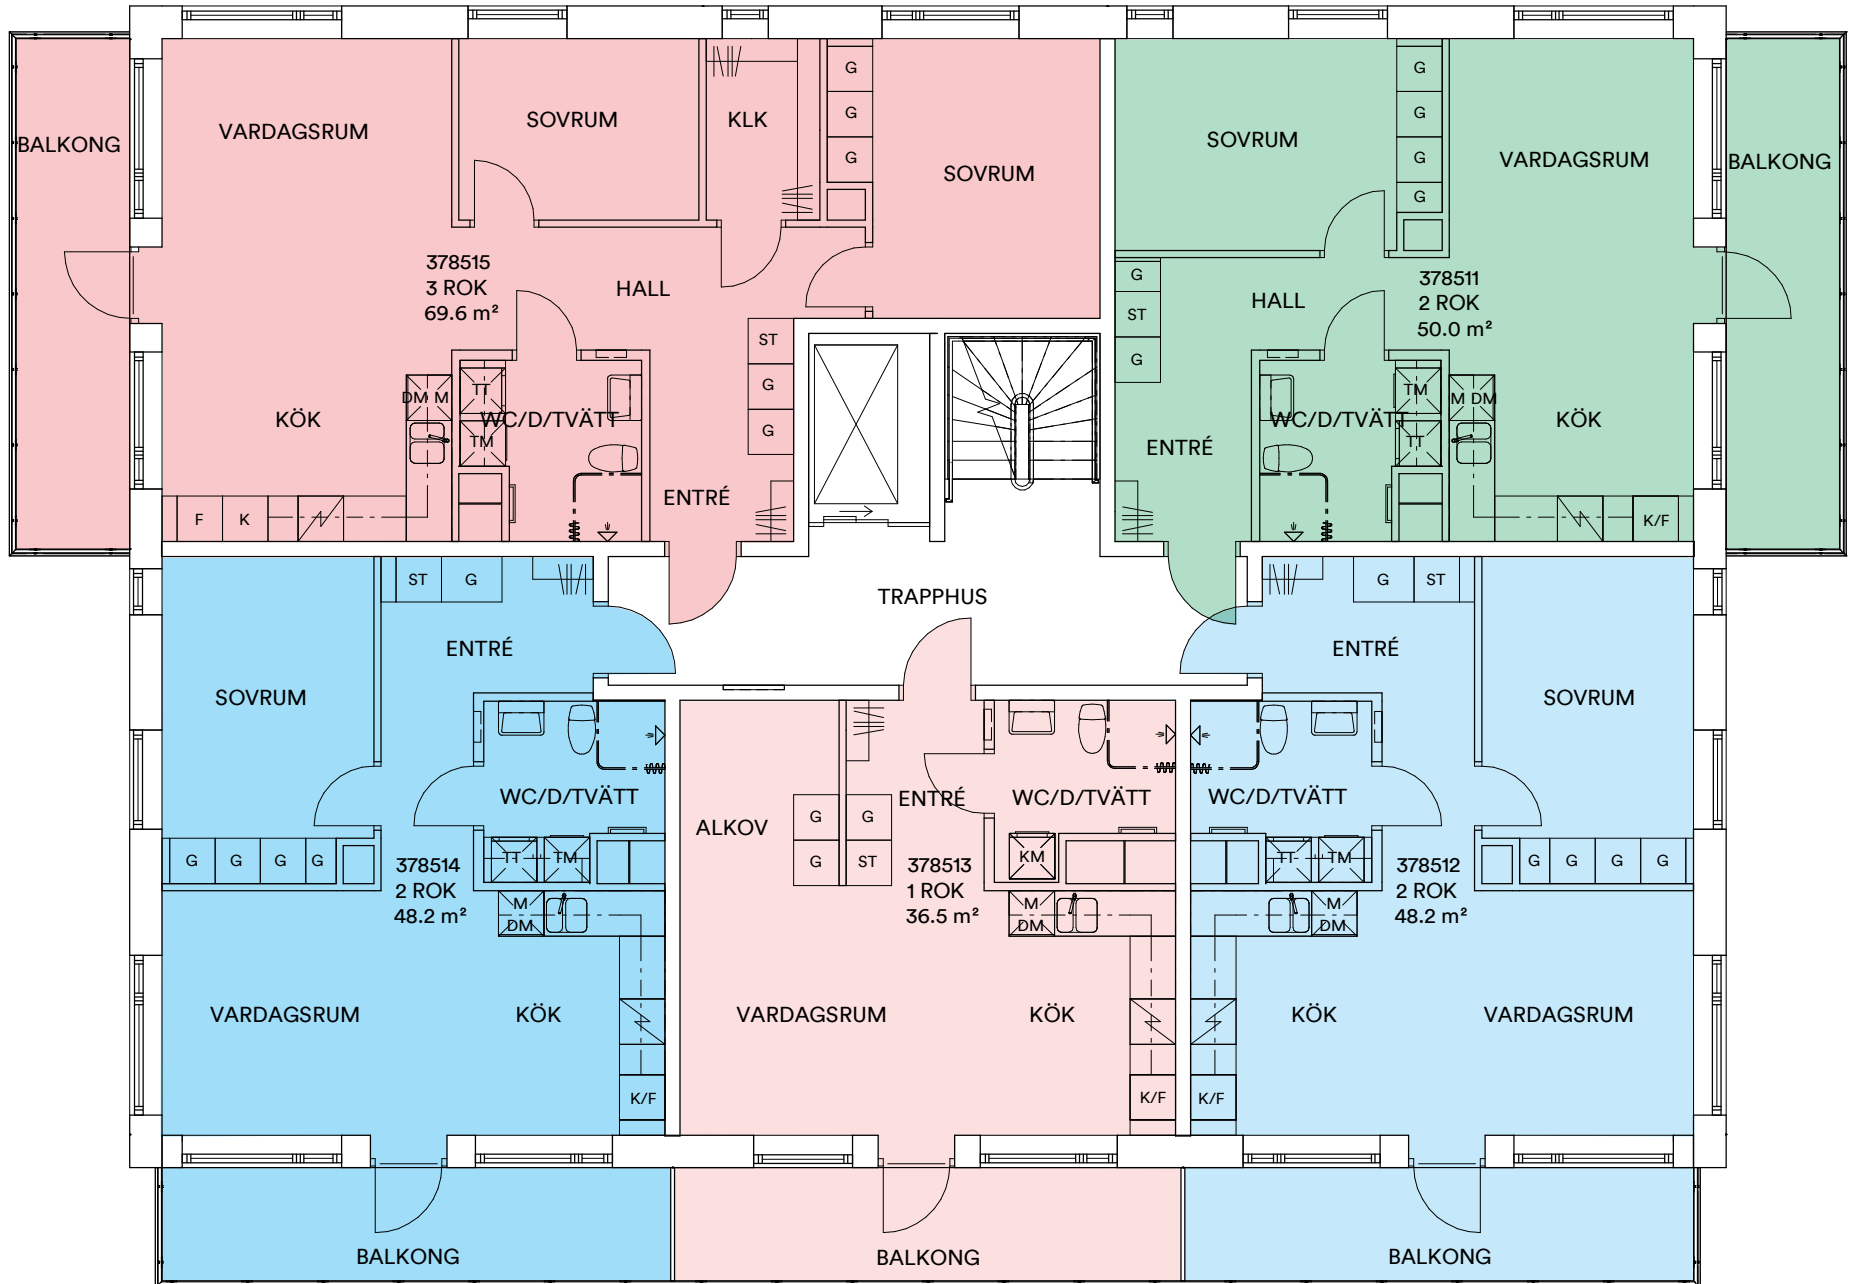 BALKONG
VARDAGSRUM
SOVRUM
KLK
G
G
G
SOVRUM
378515
3 ROK
69.6 m²
HALL
ST
G
G
KÖK
DM M
TT
WC/D/TVÄTT
TM
ENTRÉ
F
K
SOVRUM
G
G
G
G
VARDAGSRUM
BALKONG
378511
2 ROK
50.0 m²
HALL
G
ST
G
ENTRÉ
WC/D/TVÄTT
TM
TT
M DM
KÖK
K/F
TRAPPHUS
ST
G
ENTRÉ
SOVRUM
WC/D/TVÄTT
G
G
G
G
378514
2 ROK
48.2 m²
TT
TM
M
DM
VARDAGSRUM
KÖK
K/F
BALKONG
ALKOV
G
G
G
ST
ENTRÉ
WC/D/TVÄTT
378513
1 ROK
36.5 m²
KM
M
DM
VARDAGSRUM
KÖK
K/F
BALKONG
G
ST
ENTRÉ
SOVRUM
WC/D/TVÄTT
TT
TM
378512
2 ROK
48.2 m²
G
G
G
G
M
DM
K/F
KÖK
VARDAGSRUM
BALKONG